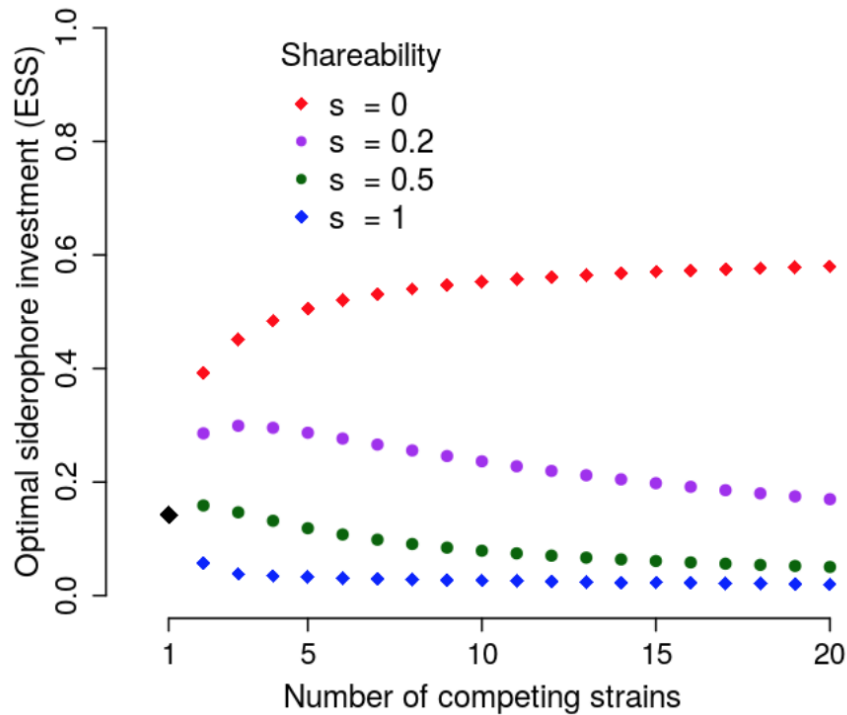 Optimal siderophore investment (ESS)
1.0
0.8
0.6
0.4
0.2
0.0
Shareability
s = 0
s = 0.2
s = 0.5
s = 1
1 5 10 15 20
Number of competing strains